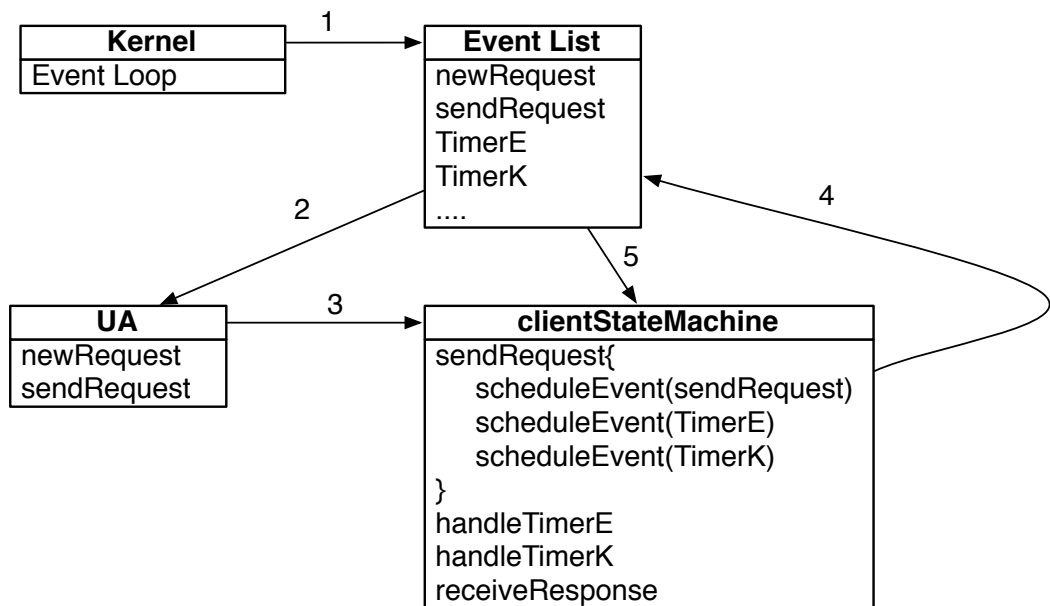 1
Kernel
Event Loop
Event List
newRequest
sendRequest
TimerE
TimerK
....
2
4
5
3
UA
newRequest
sendRequest
clientStateMachine
sendRequest{
scheduleEvent(sendRequest)
scheduleEvent(TimerE)
scheduleEvent(TimerK)
}
handleTimerE
handleTimerK
receiveResponse